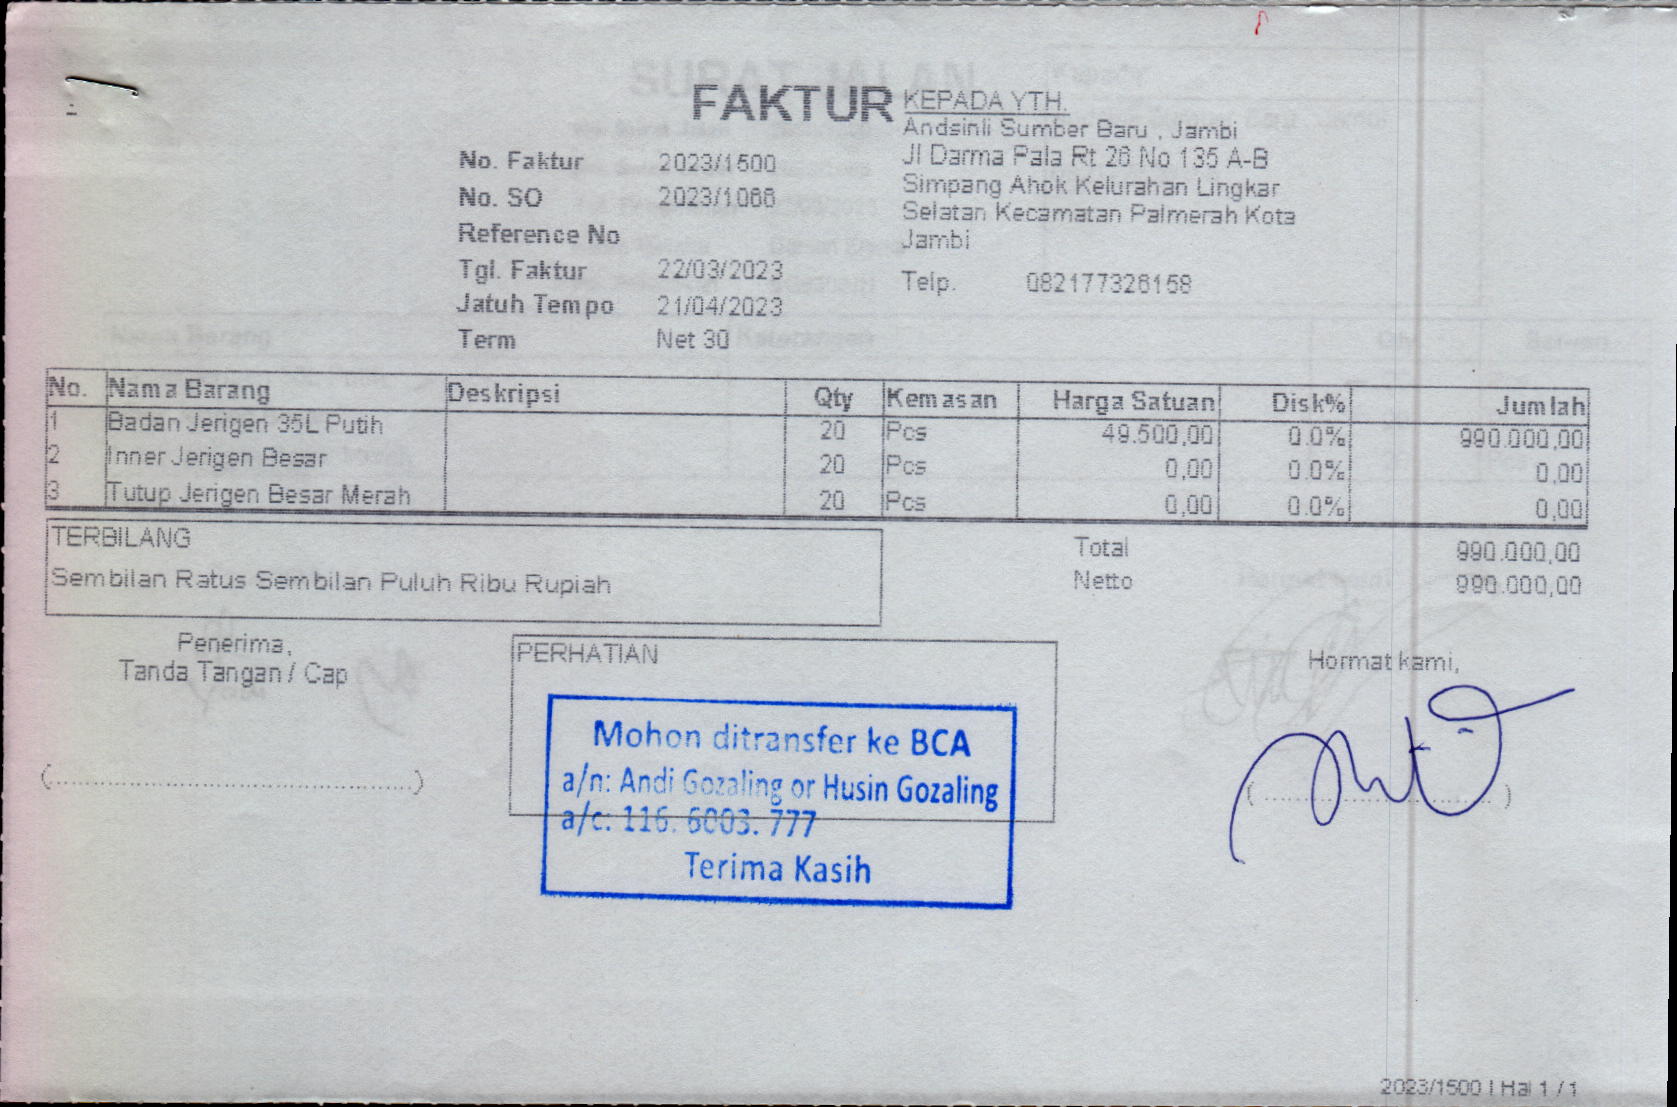 FAKTUR
KEPADA YTH.
Andsinli Sumber Baru , Jambi
Jl Darma Pala Rt 26 No 135 A-B
Simpang Ahok Kelurahan Lingkar
Selatan Kecamatan Palmerah Kota
Jambi
Telp. 082177326158
No. Faktur 2023/1500
No. SO 2023/1088
Reference No
Tgl. Faktur 22/03/2023
Jatuh Tempo 21/04/2023
Term Net 30
No. Nama Barang Deskripsi Qty Kemasan Harga Satuan Disk% Jumlah
1 Badan Jerigen 35L Putih 20 Pcs 49.500,00 0.0% 990.000,00
2 Inner Jerigen Besar 20 Pcs 0,00 0.0% 0,00
3 Tutup Jerigen Besar Merah 20 Pcs 0,00 0.0% 0,00
TERBILANG
Sembilan Ratus Sembilan Puluh Ribu Rupiah
Total 990.000,00
Netto 990.000,00
Penerima,
Tanda Tangan / Cap
(........................................)
PERHATIAN
Mohon ditransfer ke BCA
a/n: Andi Gozaling or Husin Gozaling
a/c: 116. 6003. 777
Terima Kasih
Hormat kami,
2023/1500 | Hal 1 / 1